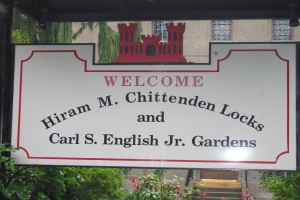 WELCOME
Hiram M. Chittenden Locks
and
Carl S. English Jr. Gardens